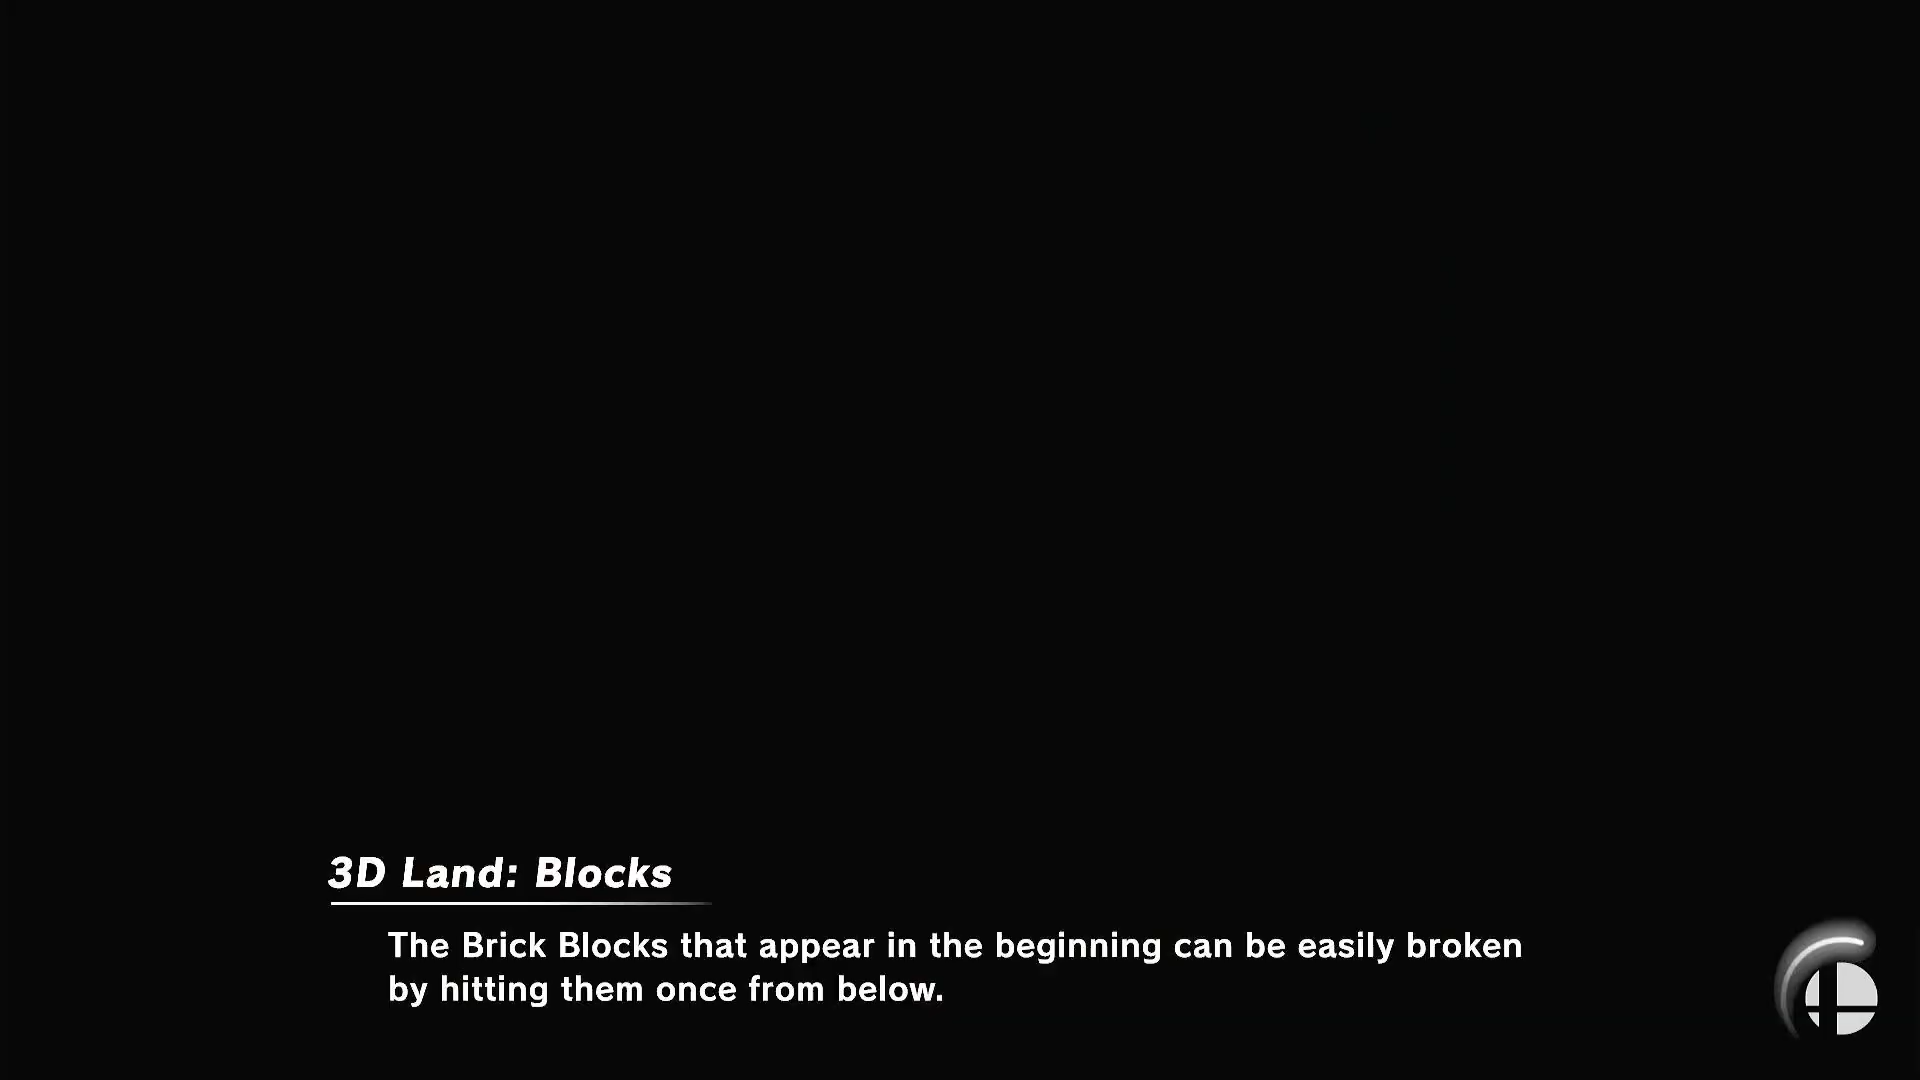 3D Land: Blocks
The Brick Blocks that appear in the beginning can be easily broken
by hitting them once from below.